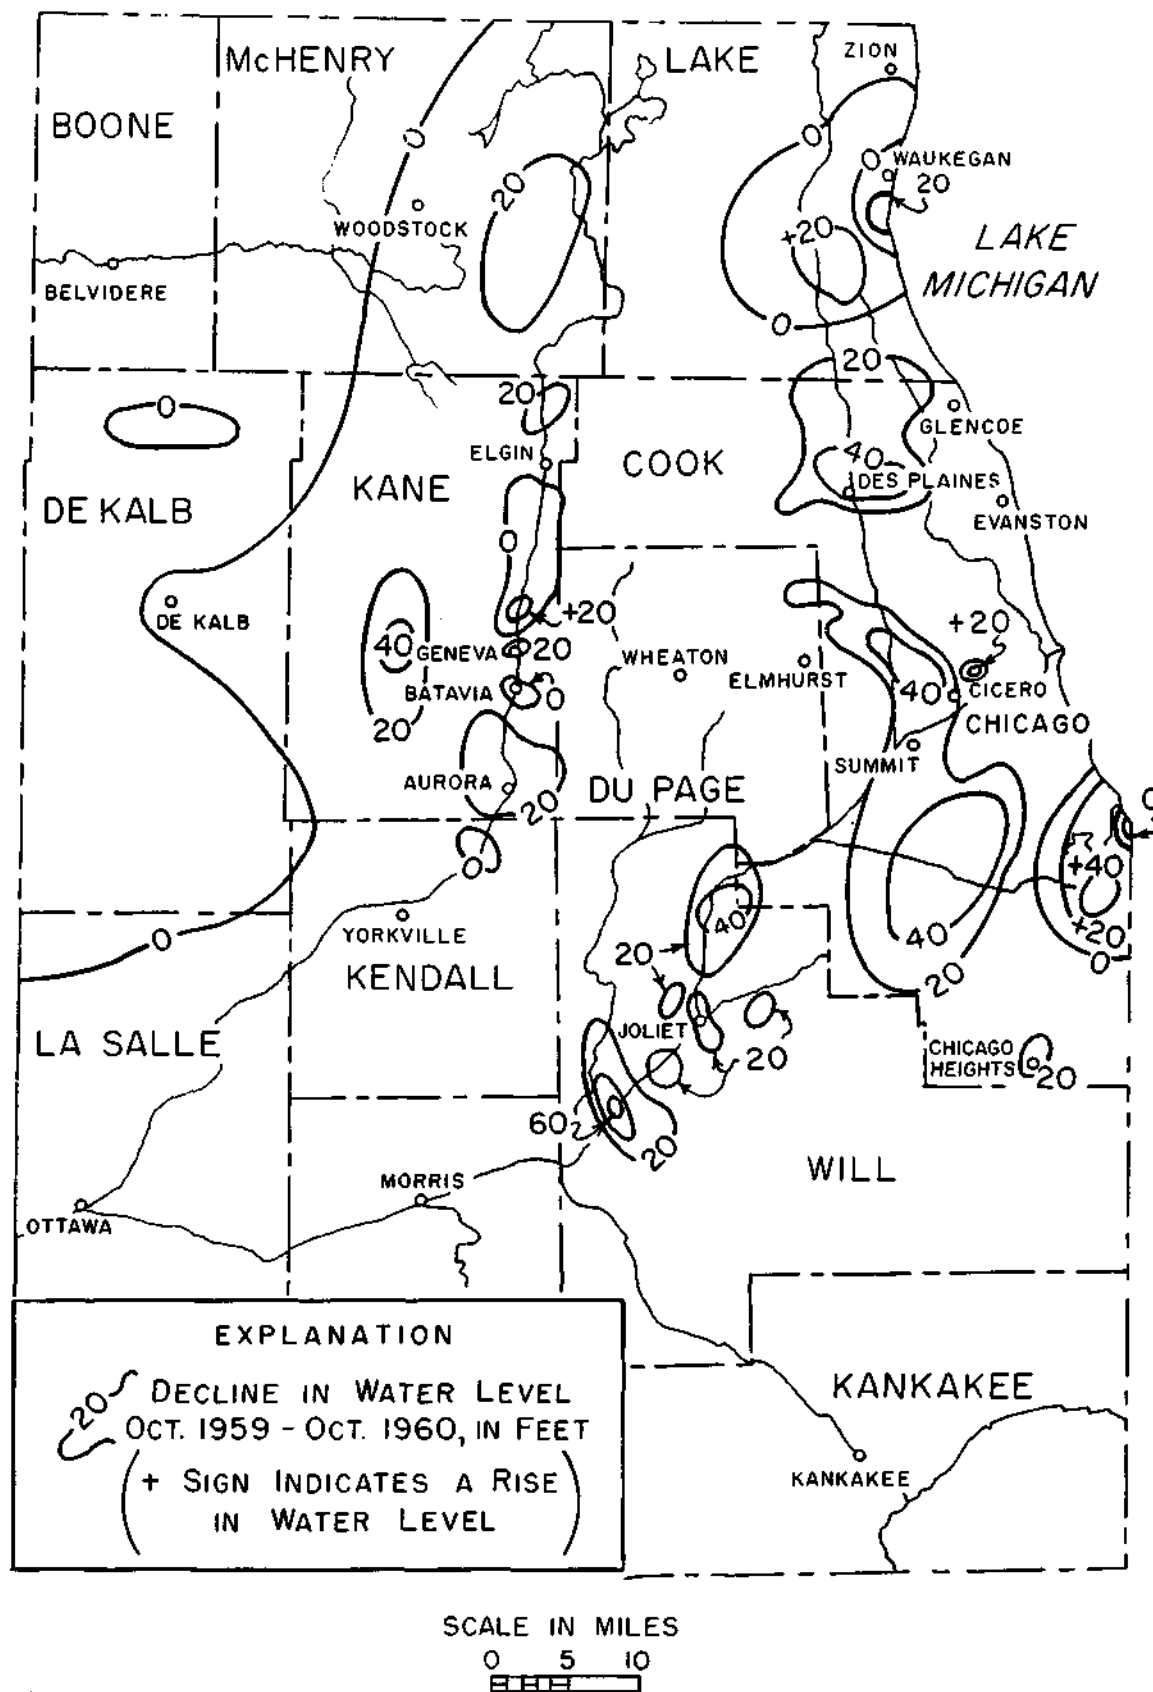 McHENRY
LAKE
ZION
BOONE
0
0
0
WAUKEGAN
20
20
WOODSTOCK
+20
LAKE
MICHIGAN
BELVIDERE
0
20
20
0
GLENCOE
ELGIN
COOK
40
DES PLAINES
KANE
DE KALB
EVANSTON
0
DE KALB
+20
+20
40
GENEVA
20
WHEATON
ELMHURST
40
CICERO
BATAVIA
0
CHICAGO
20
SUMMIT
AURORA
20
DU PAGE
0
0
+40
40
YORKVILLE
+20
0
40
20
KENDALL
20
0
LA SALLE
JOLIET
20
CHICAGO
HEIGHTS
20
60
20
WILL
MORRIS
OTTAWA
EXPLANATION
20 DECLINE IN WATER LEVEL
OCT. 1959 - OCT. 1960, IN FEET
(+ SIGN INDICATES A RISE
IN WATER LEVEL)
KANKAKEE
KANKAKEE
SCALE IN MILES
0 5 10